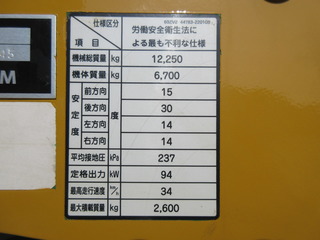 仕様区分
項目
労働安全衛生法に
よる最も不利な仕様
機械総質量 kg 12,250
機体質量 kg 6,700
安定度 前方向 度 15
後方向 30
左方向 14
右方向 14
平均接地圧 kPa 237
定格出力 kW 94
最高走行速度 km/h 34
最大積載質量 kg 2,600
M